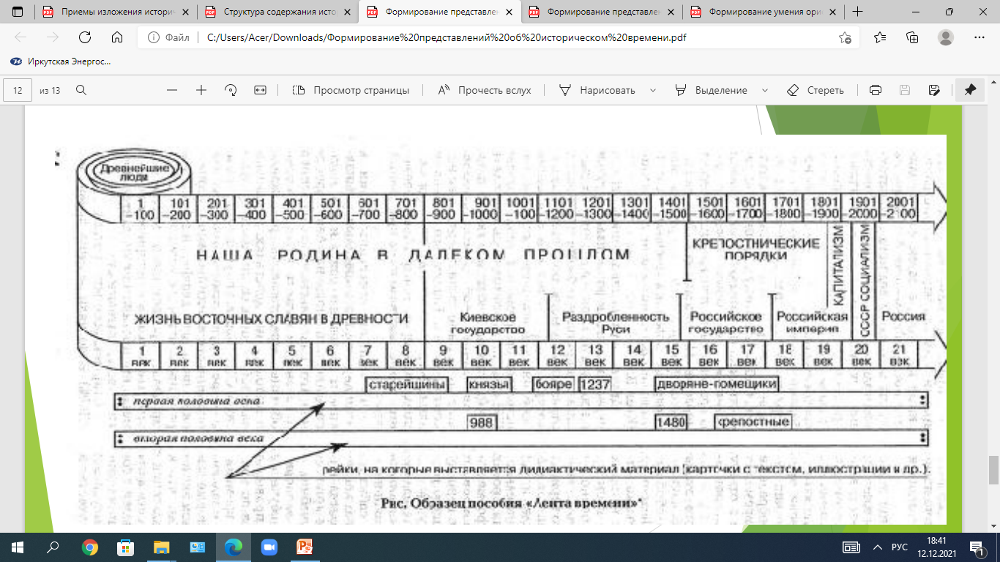 Приемы изложения истори
Структура содержания исто
Формирование представлен
Формирование представлен
Формирование умения ори
Файл
C:/Users/Acer/Downloads/Формирование%20представлений%20об%20историческом%20времени.pdf
Иркутская Энергос...
12 из 13
Просмотр страницы
Прочесть вслух
Нарисовать
Выделение
Стереть
Древнейшие
люди
1 101 201 301 401 501 601 701 801 901 1001 1101 1201 1301 1401 1501 1601 1701 1801 1901 2001
–100 –200 –300 –400 –500 –600 –700 –800 –900 –1000 –100 –1200 –1300 –1400 –1500 –1600 –1700 –1800 –1900 –2000 –2100
НАША РОДИНА В ДАЛЕКОМ ПРОШЛОМ
КРЕПОСТНИЧЕСКИЕ
ПОРЯДКИ
КАПИТАЛИЗМ
СССР СОЦИАЛИЗМ
ЖИЗНЬ ВОСТОЧНЫХ СЛАВЯН В ДРЕВНОСТИ
Киевское
государство
Раздробленность
Руси
Российское
государство
Российская
империя
Россия
1 2 3 4 5 6 7 8 9 10 11 12 13 14 15 16 17 18 19 20 21
век век век век век век век век век век век век век век век век век век век век век
старейшины князья бояре 1237 дворяне-помещики
первая половина века
988 1480 крепостные
вторая половина века
рейки, на которые выставляется дидактический материал (карточки с текстом, иллюстрации и др.).
Рис. Образец пособия «Лента времени»*
РУС
18:41
12.12.2021
1